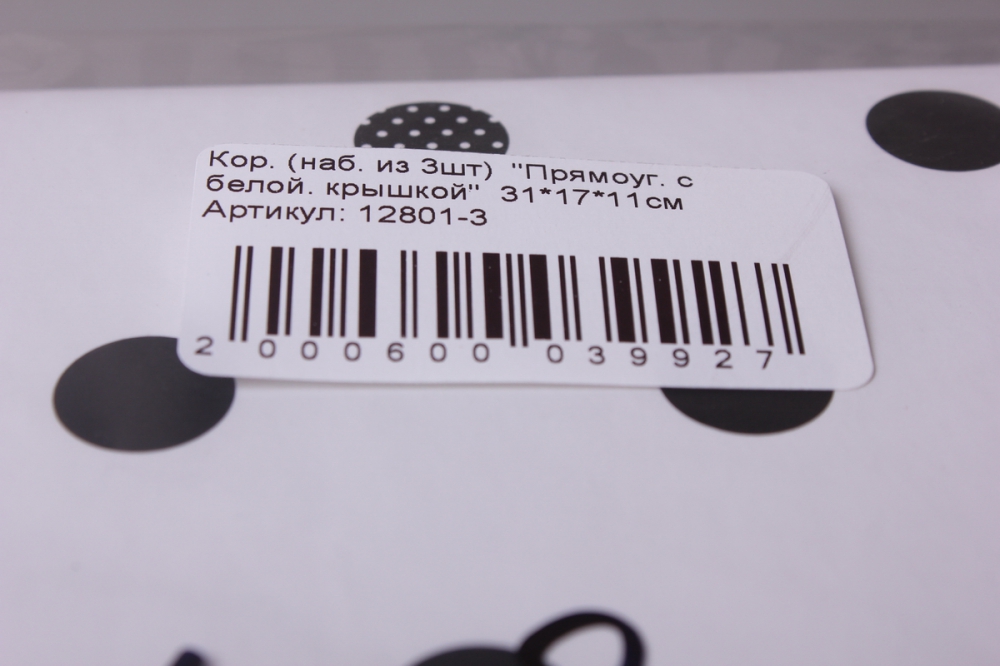 Кор. (наб. из 3шт)  "Прямоуг. с
белой. крышкой"  31*17*11см
Артикул: 12801-3
2 000600 039927